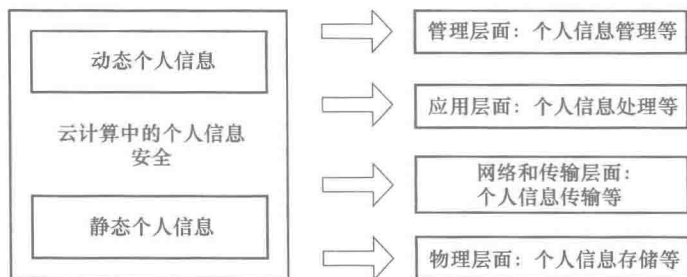 动态个人信息
云计算中的个人信息
安全
静态个人信息
管理层面：个人信息管理等
应用层面：个人信息处理等
网络和传输层面：
个人信息传输等
物理层面：个人信息存储等